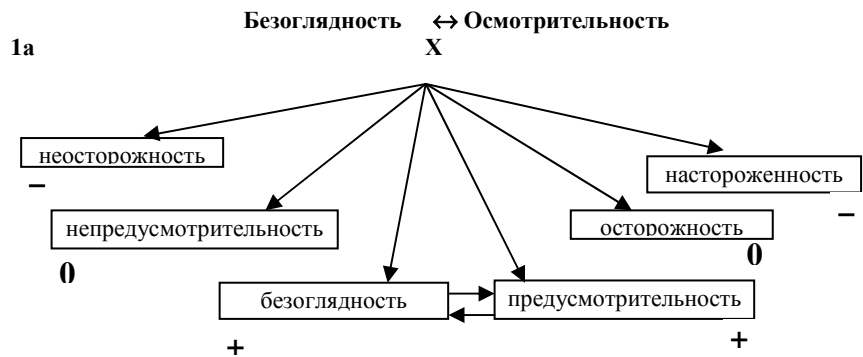 Безоглядность ↔ Осмотрительность
1а X
неосторожность
–
настороженность
–
непредусмотрительность
0
осторожность
0
безоглядность
+
предусмотрительность
+